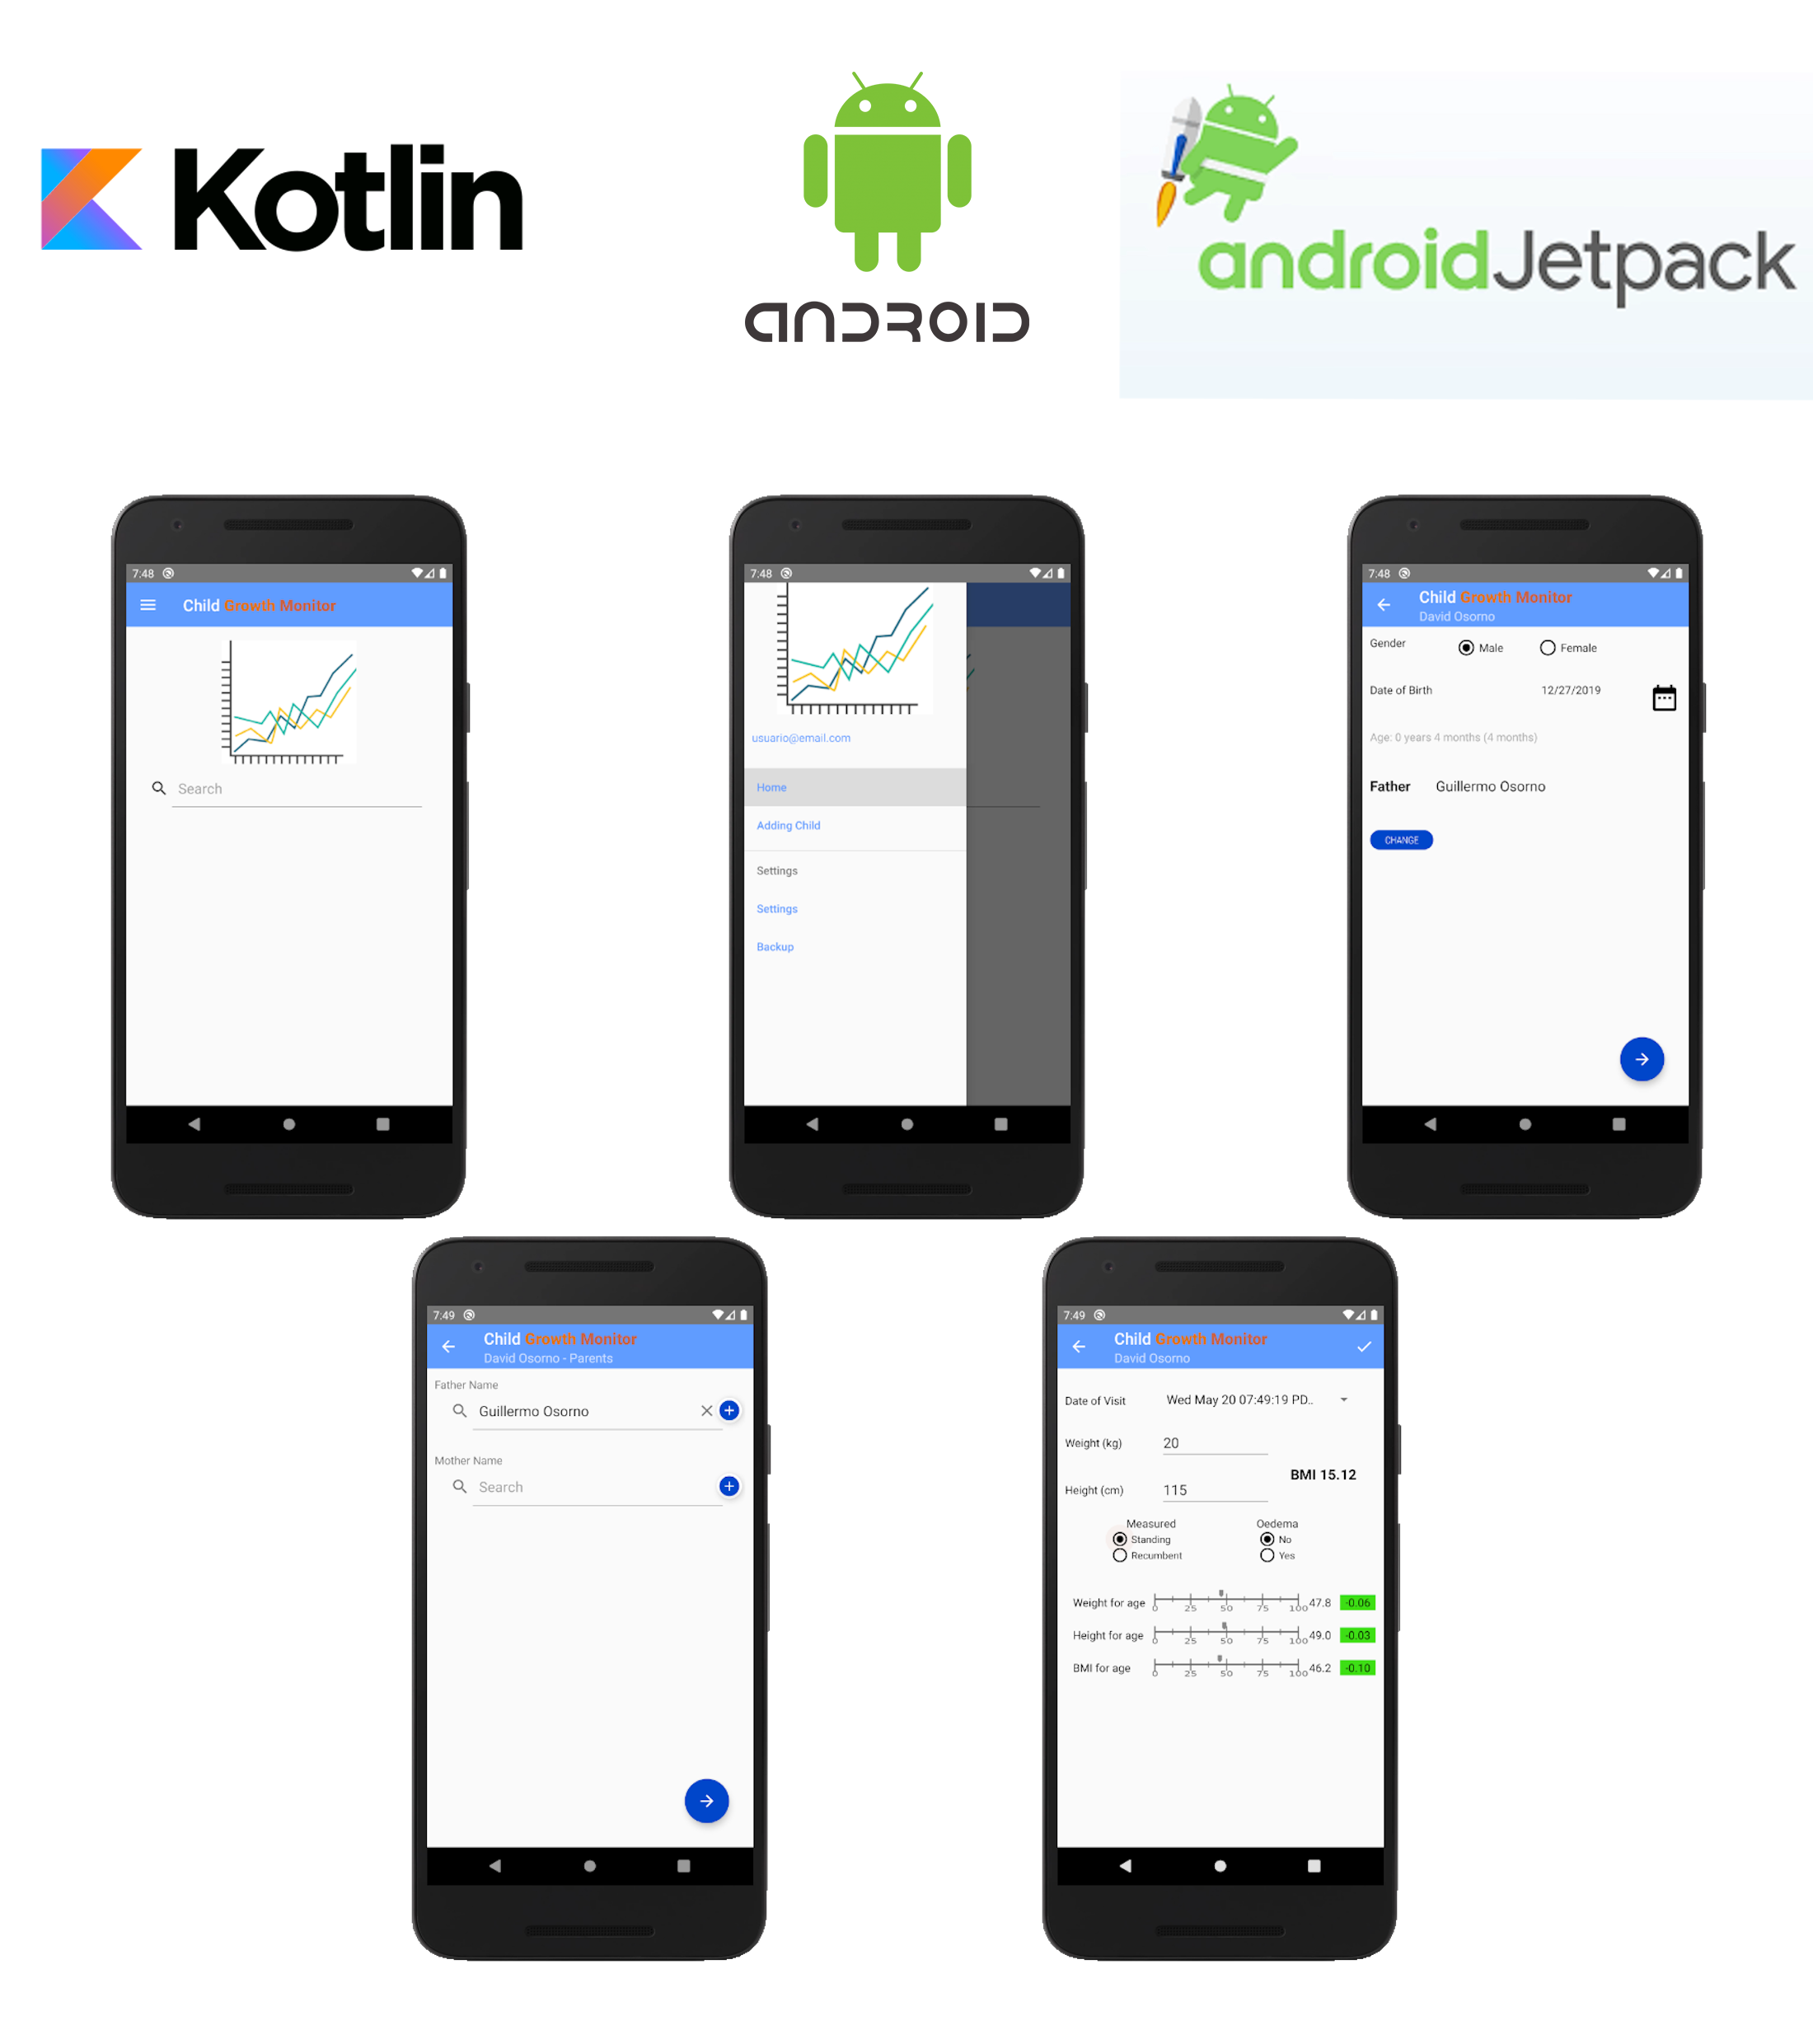 Kotlin
ANDROID
androidJetpack
7:48
Child Growth Monitor
Search
7:48
usuario@email.com
Home
Adding Child
Settings
Settings
Backup
7:48
Child Growth Monitor
David Osorno
Gender Male Female
Date of Birth 12/27/2019
Age: 0 years 4 months (4 months)
Father Guillermo Osorno
CHANGE
7:49
Child Growth Monitor
David Osorno - Parents
Father Name
Guillermo Osorno
Mother Name
Search
7:49
Child Growth Monitor
David Osorno
Date of Visit Wed May 20 07:49:19 PD..
Weight (kg) 20
BMI 15.12
Height (cm) 115
Measured Oedema
Standing No
Recumbent Yes
Weight for age 0 25 50 75 100 47.8 -0.06
Height for age 0 25 50 75 100 49.0 -0.03
BMI for age 0 25 50 75 100 46.2 -0.10